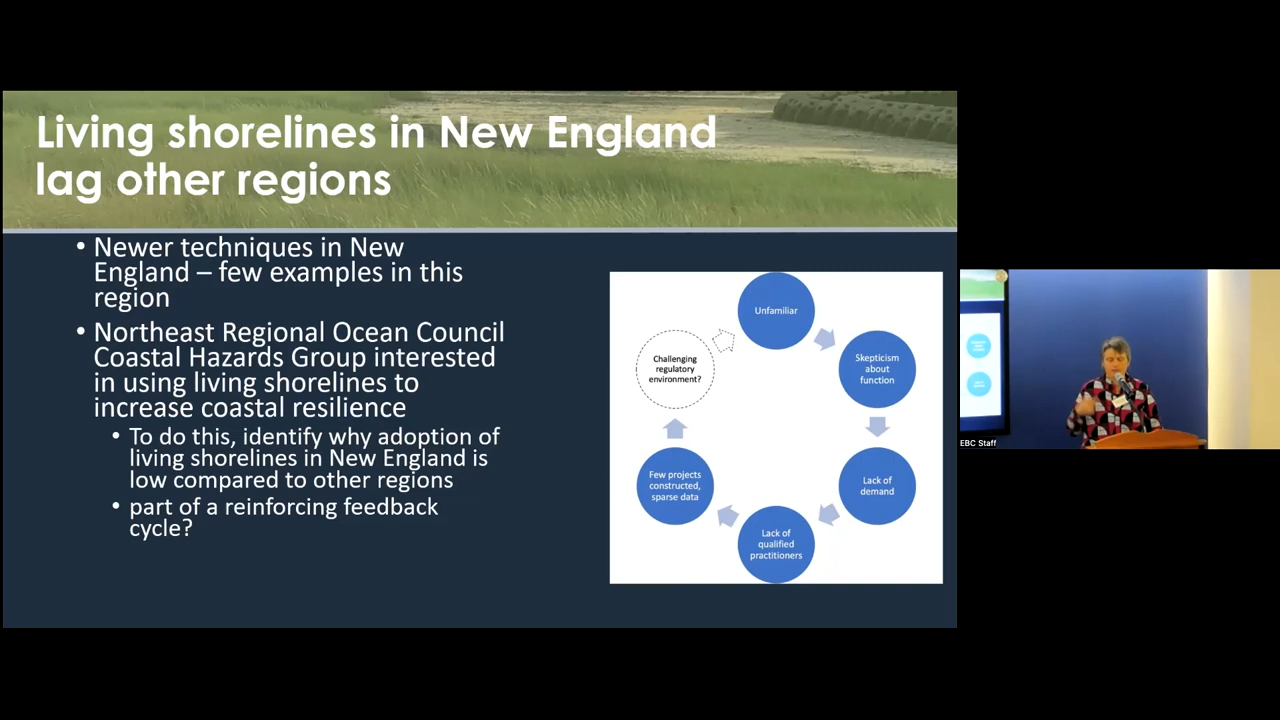 Living shorelines in New England
lag other regions
• Newer techniques in New
England – few examples in this
region
• Northeast Regional Ocean Council
Coastal Hazards Group interested
in using living shorelines to
increase coastal resilience
• To do this, identify why adoption of
living shorelines in New England is
low compared to other regions
• part of a reinforcing feedback
cycle?
Unfamiliar
Skepticism
about
function
Lack of
demand
Lack of
qualified
practitioners
Few projects
constructed,
sparse data
Challenging
regulatory
environment?
EBC Staff